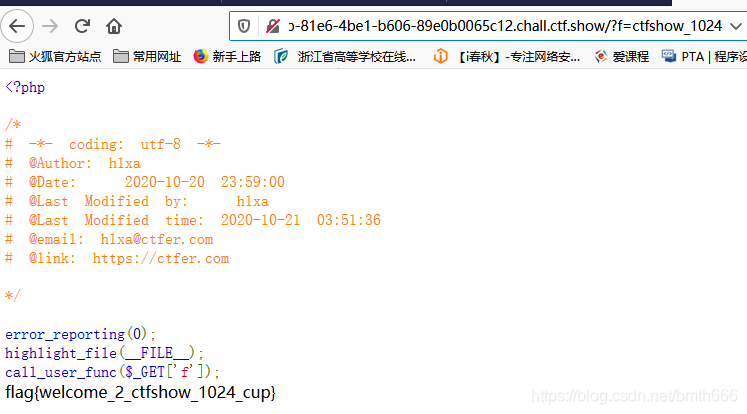 o-81e6-4be1-b606-89e0b0065c12.chall.ctf.show/?f=ctfshow_1024
火狐官方站点 常用网址 新手上路 浙江省高等学校在线... 【i春秋】-专注网络安... 爱课程 PTA | 程序设
<?php
/*
# -*- coding: utf-8 -*-
# @Author: hlxa
# @Date: 2020-10-20 23:59:00
# @Last Modified by: hlxa
# @Last Modified time: 2020-10-21 03:51:36
# @email: hlxa@ctfer.com
# @link: https://ctfer.com
*/
error_reporting(0);
highlight_file(__FILE__);
call_user_func($_GET['f']);
flag{welcome_2_ctfshow_1024_cup}
https://blog.csdn.net/bmth666